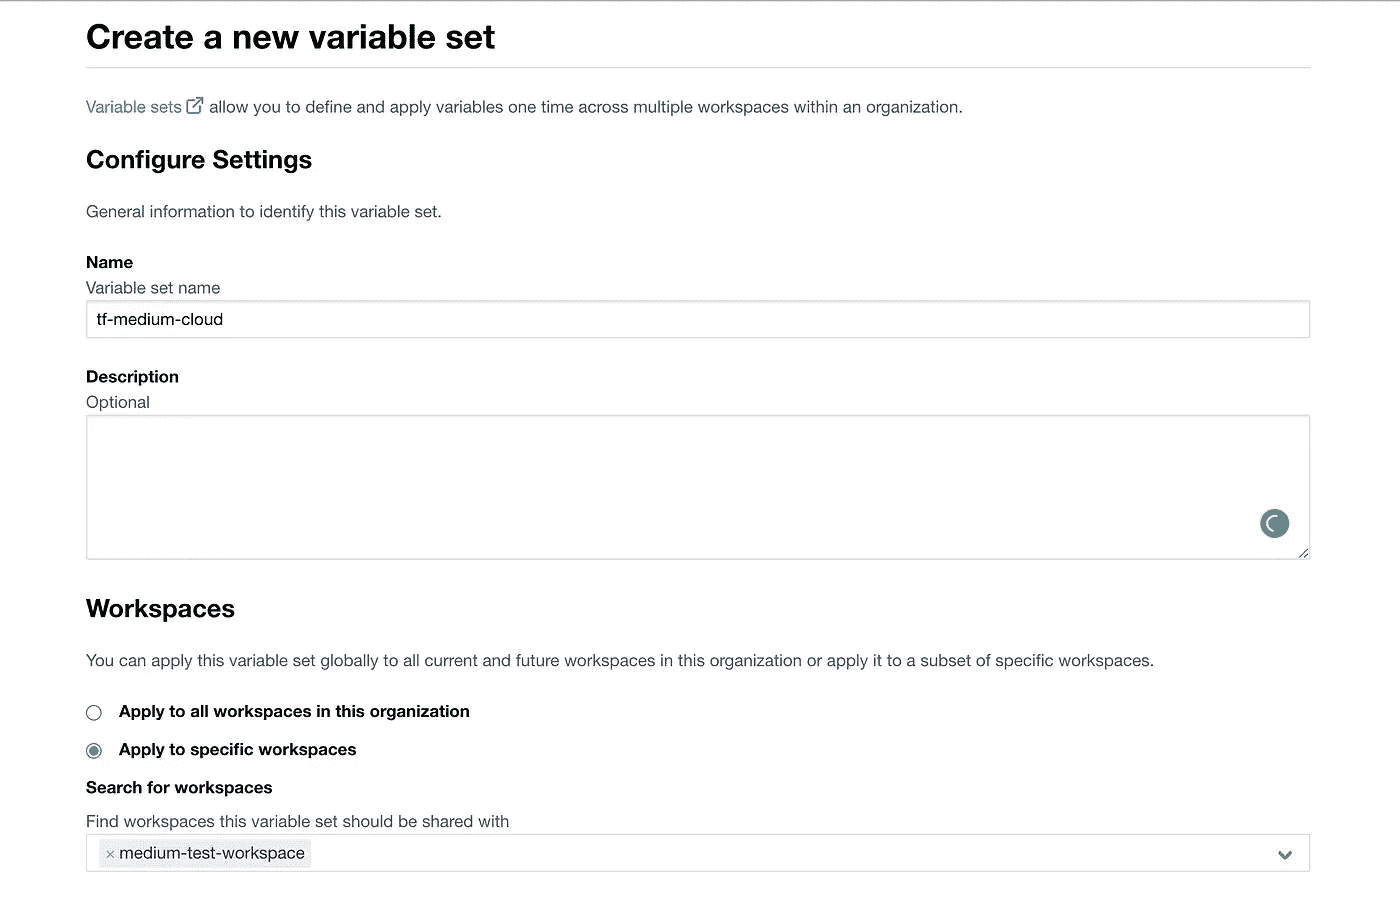 Create a new variable set
Variable sets allow you to define and apply variables one time across multiple workspaces within an organization.
Configure Settings
General information to identify this variable set.
Name
Variable set name
tf-medium-cloud
Description
Optional
Workspaces
You can apply this variable set globally to all current and future workspaces in this organization or apply it to a subset of specific workspaces.
Apply to all workspaces in this organization
Apply to specific workspaces
Search for workspaces
Find workspaces this variable set should be shared with
× medium-test-workspace